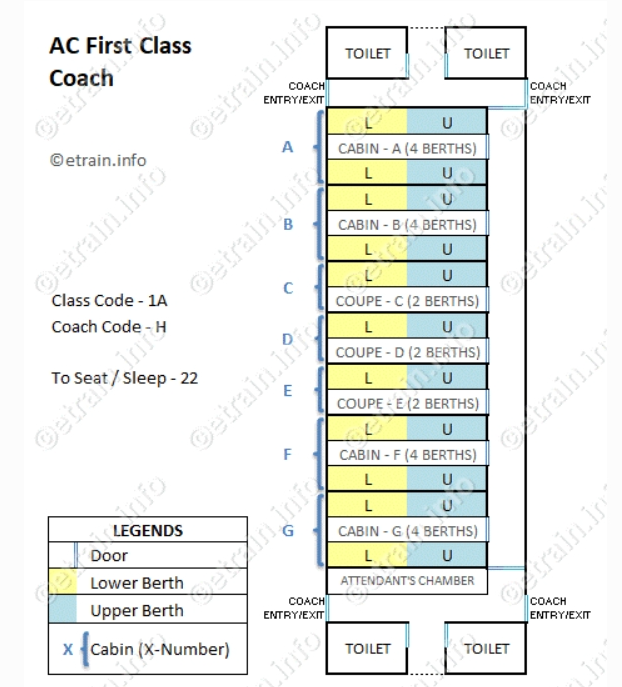 AC First Class
Coach
©etrain.info
Class Code - 1A
Coach Code - H
To Seat / Sleep - 22
TOILET
TOILET
COACH
ENTRY/EXIT
COACH
ENTRY/EXIT
A
L U
CABIN - A (4 BERTHS)
L U
B
L U
CABIN - B (4 BERTHS)
L U
C
L U
COUPE - C (2 BERTHS)
D
L U
COUPE - D (2 BERTHS)
E
L U
COUPE - E (2 BERTHS)
F
L U
CABIN - F (4 BERTHS)
L U
G
L U
CABIN - G (4 BERTHS)
L U
ATTENDANT'S CHAMBER
COACH
ENTRY/EXIT
COACH
ENTRY/EXIT
TOILET
TOILET
LEGENDS
Door
Lower Berth
Upper Berth
X { Cabin (X-Number)
©etrain.info